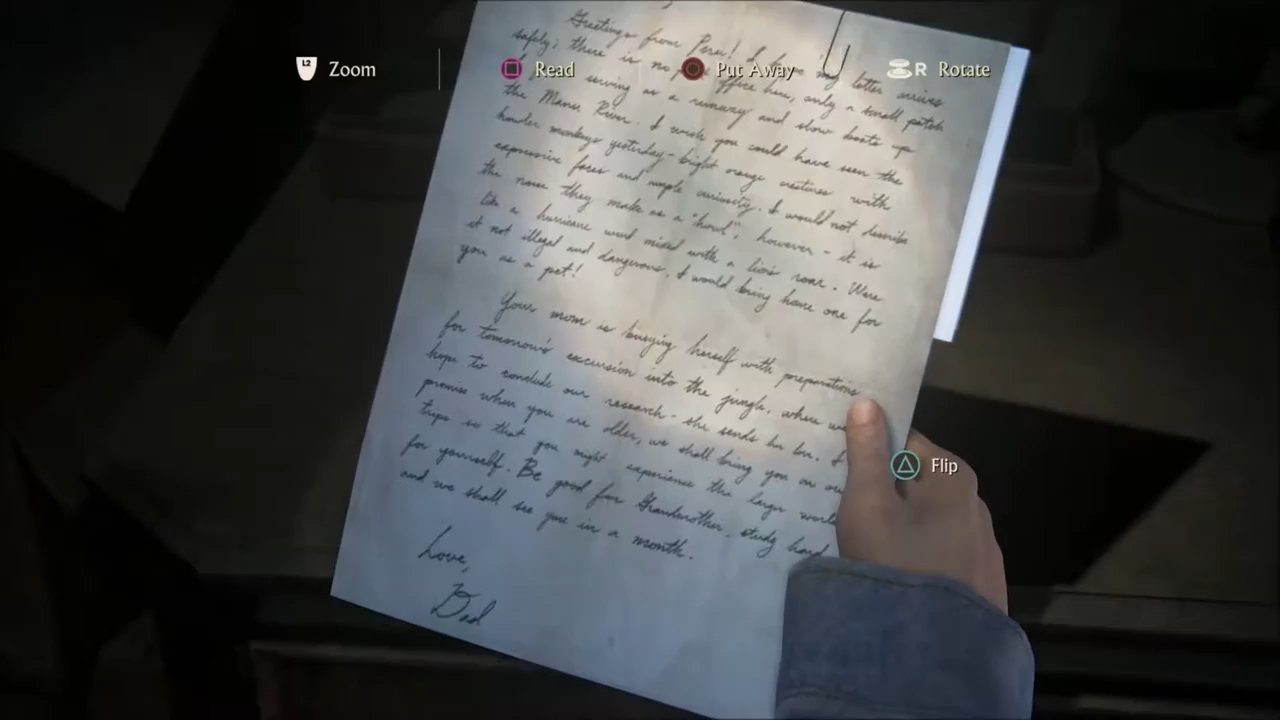 L2 Zoom
Read
Put Away
R Rotate
Greetings from Peru! I have my letter arrives
safely; there is no office here, only a small patch
serving as a runway and slow boats up
the Manu River. I wish you could have seen the
howler monkeys yesterday - bright orange creatures with
expressive faces and ample curiosity. I would not describe
the noise they make as a "howl", however - it is
like a hurricane wind mixed with a lion's roar. Were
it not illegal and dangerous, I would bring home one for
you as a pet!
Your mom is busying herself with preparations
for tomorrow's excursion into the jungle, where we
hope to conclude our research - she sends her love. I
promise when you are older, we shall bring you on our
trips so that you might experience the larger world
for yourself. Be good for Grandmother, study hard
and we shall see you in a month.
Love,
Dad
Flip